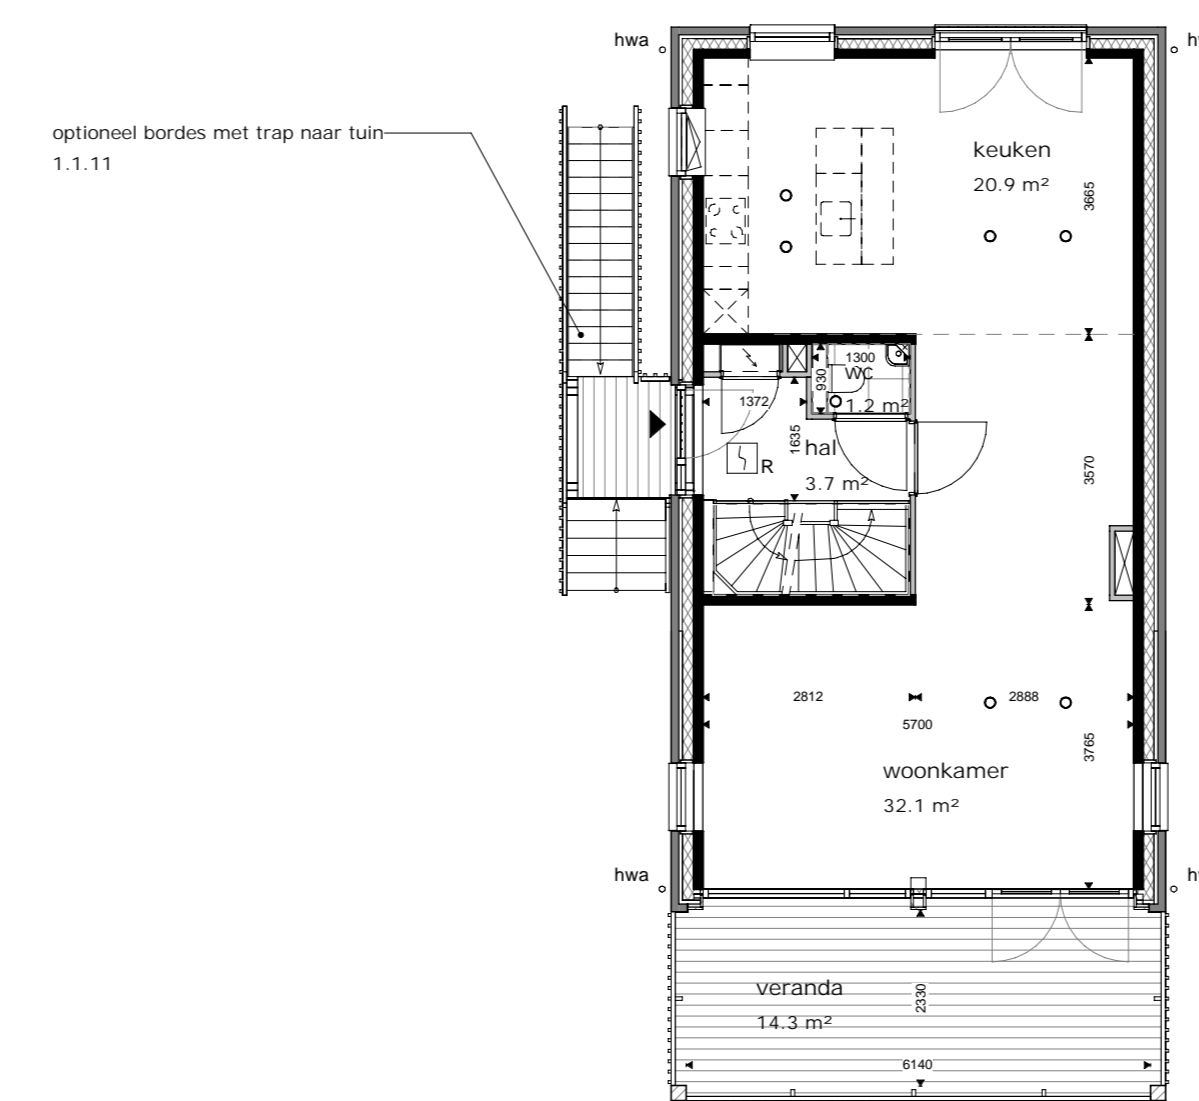 hwa
h
optioneel bordes met trap naar tuin
1.1.11
keuken
20.9 m²
3665
1300
WC
930
1.2 m²
1372
1635
hal
R
3.7 m²
3570
2812
2888
5700
3765
woonkamer
32.1 m²
hwa
h
veranda
14.3 m²
2330
6140